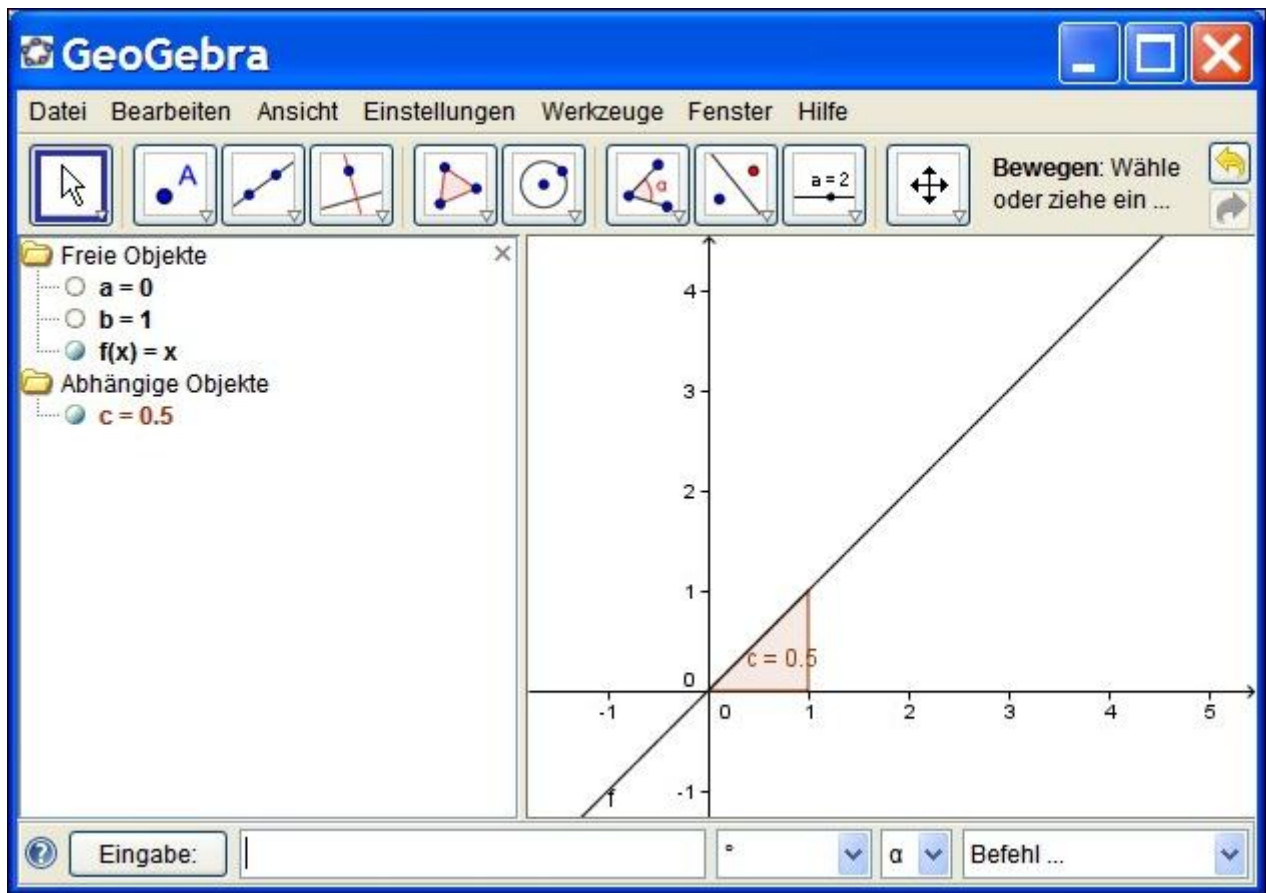 GeoGebra
Datei Bearbeiten Ansicht Einstellungen Werkzeuge Fenster Hilfe
A
α
a = 2
Bewegen: Wähle
oder ziehe ein ...
Freie Objekte
a = 0
b = 1
f(x) = x
Abhängige Objekte
c = 0.5
4
3
2
1
0
-1
c = 0.5
-1 0 1 2 3 4 5
f
Eingabe: ° α Befehl ...